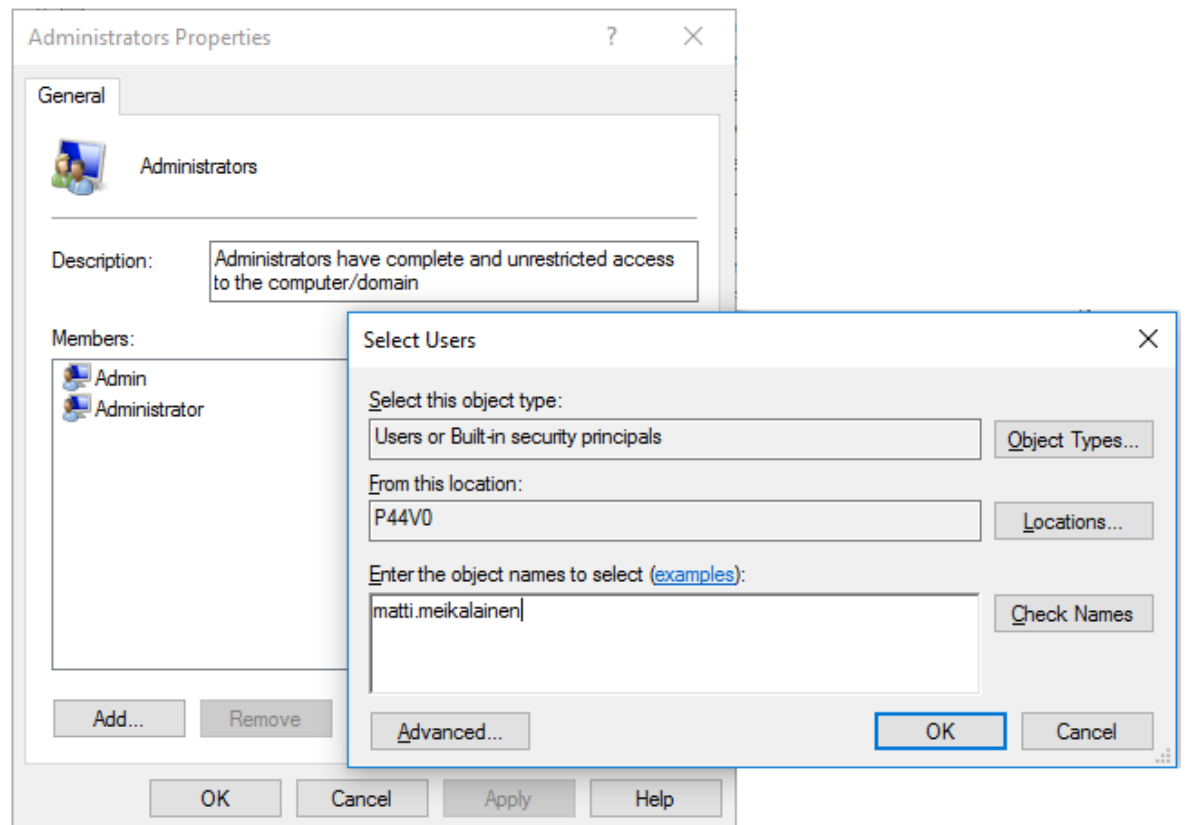 Administrators Properties
?
General
Administrators
Description:
Administrators have complete and unrestricted access
to the computer/domain
Members:
Admin
Administrator
Add...
Remove
OK
Cancel
Apply
Help
Select Users
Select this object type:
Users or Built-in security principals
Object Types...
From this location:
P44V0
Locations...
Enter the object names to select (examples):
matti.meikalainen
Check Names
Advanced...
OK
Cancel